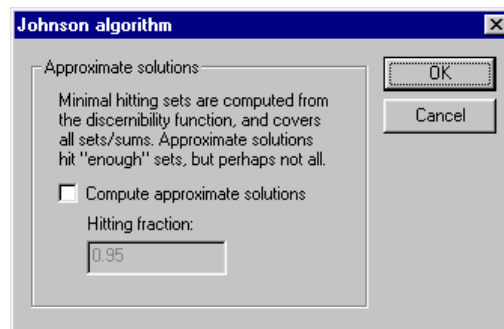 Johnson algorithm
Approximate solutions
Minimal hitting sets are computed from
the discernibility function, and covers
all sets/sums. Approximate solutions
hit "enough" sets, but perhaps not all.
Compute approximate solutions
Hitting fraction:
0.95
OK
Cancel